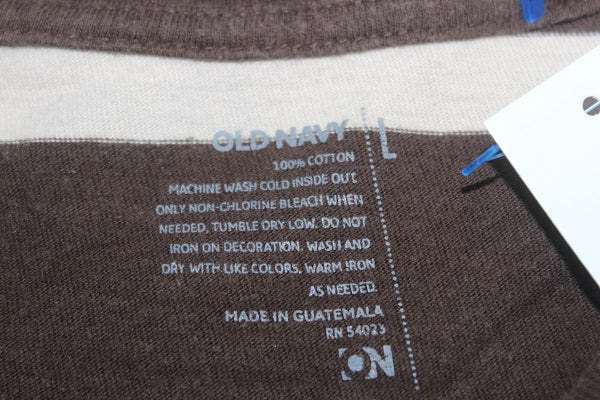 OLD NAVY
L
100% COTTON
MACHINE WASH COLD INSIDE OUT
ONLY NON-CHLORINE BLEACH WHEN
NEEDED, TUMBLE DRY LOW. DO NOT
IRON ON DECORATION. WASH AND
DRY WITH LIKE COLORS. WARM IRON
AS NEEDED.
MADE IN GUATEMALA
RN 54023
ON